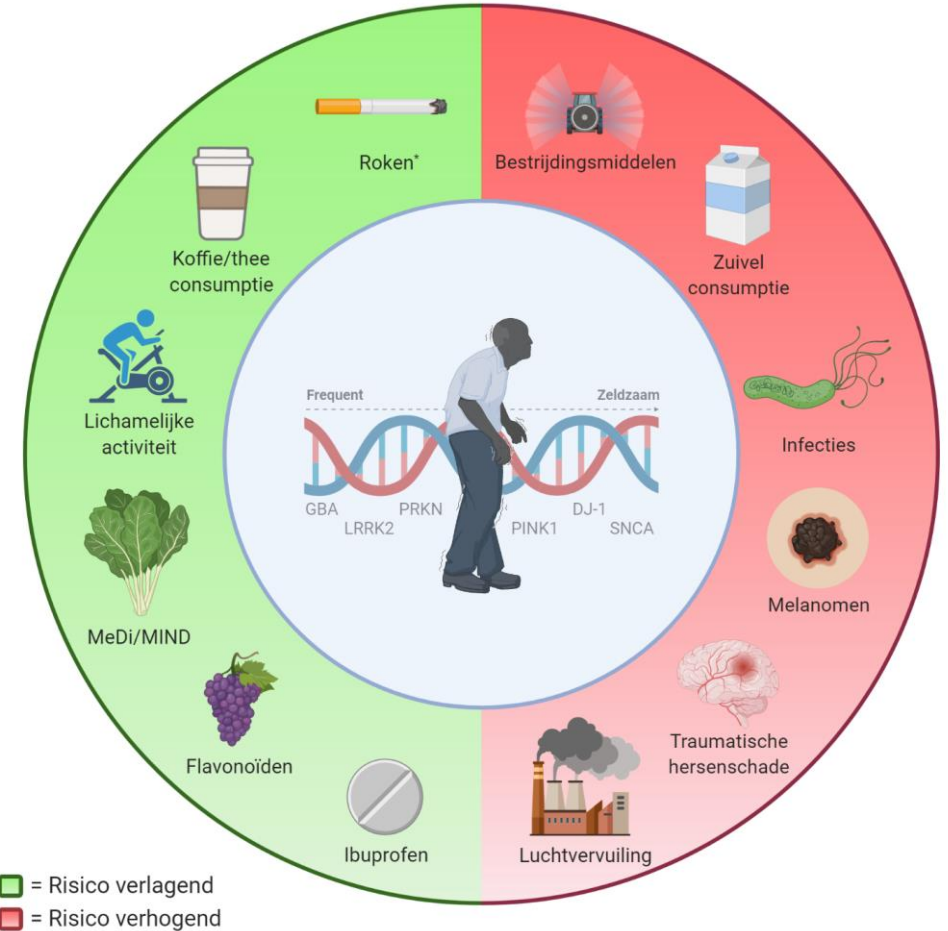 Roken*
Koffie/thee
consumptie
Lichamelijke
activiteit
MeDi/MIND
Flavonoïden
Ibuprofen
Bestrijdingsmiddelen
Zuivel
consumptie
Infecties
Melanomen
Traumatische
hersenschade
Luchtvervuiling
Frequent
Zeldzaam
GBA
LRRK2
PRKN
PINK1
DJ-1
SNCA
= Risico verlagend
= Risico verhogend